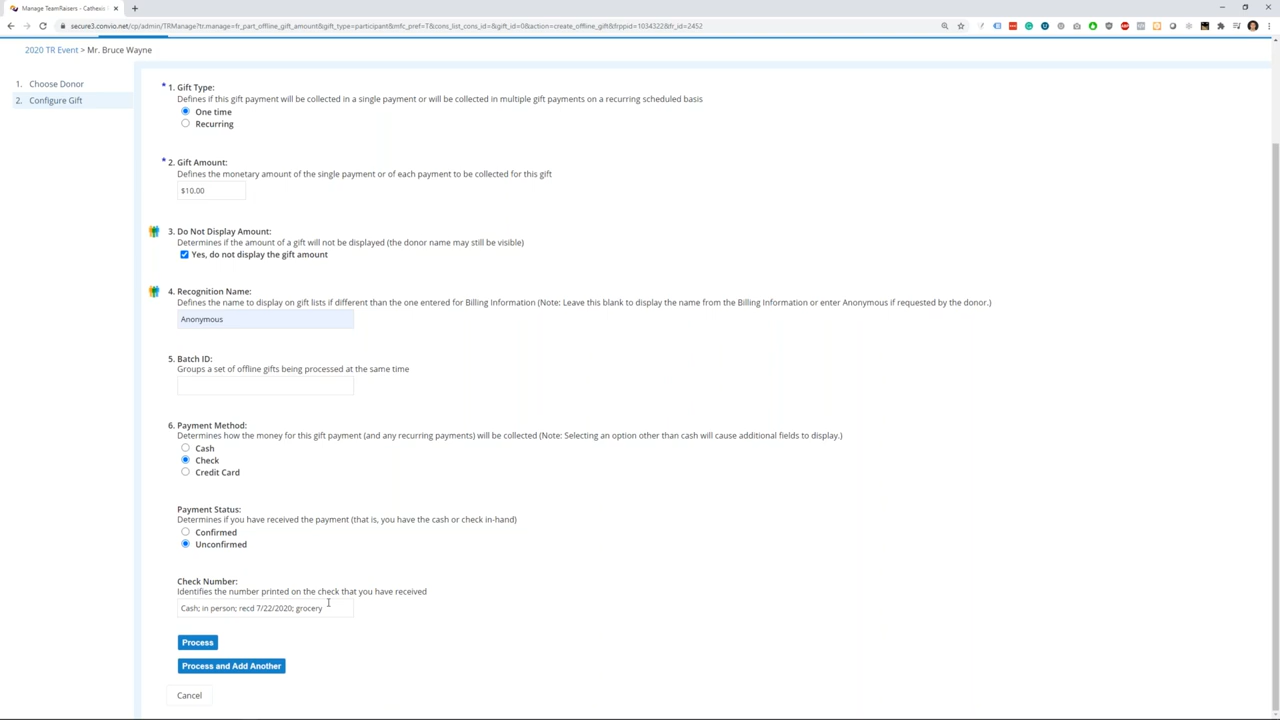 Manage TeamRaisers - Cathexis
secure3.convio.net/cp/admin/TRManage?tr.manage=fr_part_offline_gift_amount&gift_type=participant&mfc_pref=T&cons_list_cons_id=&gift_id=0&action=create_offline_gift&frppid=1034322&fr_id=2452
2020 TR Event > Mr. Bruce Wayne
1. Choose Donor
2. Configure Gift
* 1. Gift Type:
Defines if this gift payment will be collected in a single payment or will be collected in multiple gift payments on a recurring scheduled basis
One time
Recurring
* 2. Gift Amount:
Defines the monetary amount of the single payment or of each payment to be collected for this gift
$10.00
3. Do Not Display Amount:
Determines if the amount of a gift will not be displayed (the donor name may still be visible)
Yes, do not display the gift amount
4. Recognition Name:
Defines the name to display on gift lists if different than the one entered for Billing Information (Note: Leave this blank to display the name from the Billing Information or enter Anonymous if requested by the donor.)
Anonymous
5. Batch ID:
Groups a set of offline gifts being processed at the same time
6. Payment Method:
Determines how the money for this gift payment (and any recurring payments) will be collected (Note: Selecting an option other than cash will cause additional fields to display.)
Cash
Check
Credit Card
Payment Status:
Determines if you have received the payment (that is, you have the cash or check in-hand)
Confirmed
Unconfirmed
Check Number:
Identifies the number printed on the check that you have received
Cash; in person; recd 7/22/2020; grocery
Process
Process and Add Another
Cancel